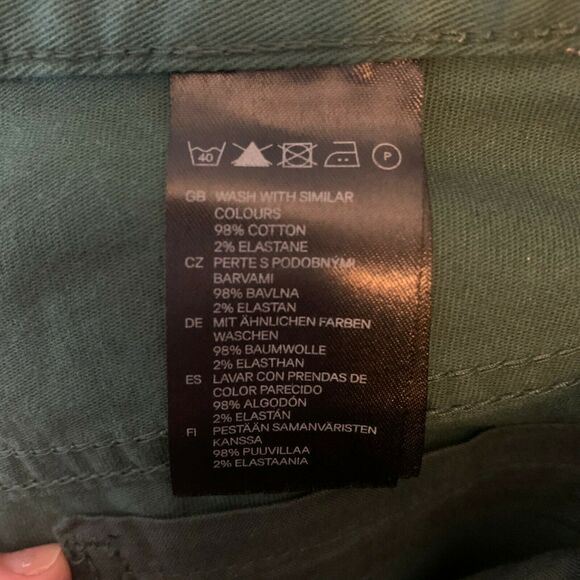 40 P
GB WASH WITH SIMILAR
COLOURS
98% COTTON
2% ELASTANE
CZ PERTE S PODOBNÝMI
BARVAMI
98% BAVLNA
2% ELASTAN
DE MIT ÄHNLICHEN FARBEN
WASCHEN
98% BAUMWOLLE
2% ELASTHAN
ES LAVAR CON PRENDAS DE
COLOR PARECIDO
98% ALGODÓN
2% ELASTÁN
FI PESTÄÄN SAMANVÄRISTEN
KANSSA
98% PUUVILLAA
2% ELASTAANIA